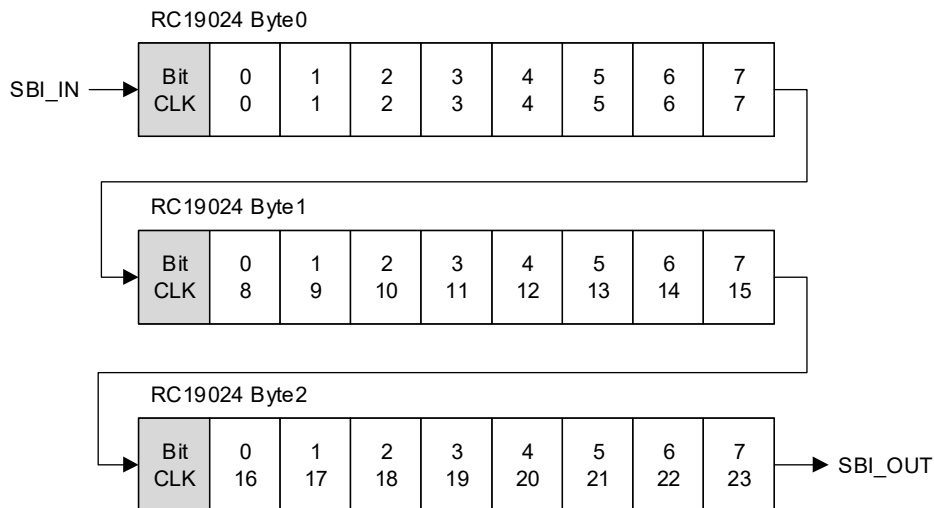 RC19024 Byte0
SBI_IN
Bit 0 1 2 3 4 5 6 7
CLK 0 1 2 3 4 5 6 7
RC19024 Byte1
Bit 0 1 2 3 4 5 6 7
CLK 8 9 10 11 12 13 14 15
RC19024 Byte2
Bit 0 1 2 3 4 5 6 7
CLK 16 17 18 19 20 21 22 23
SBI_OUT